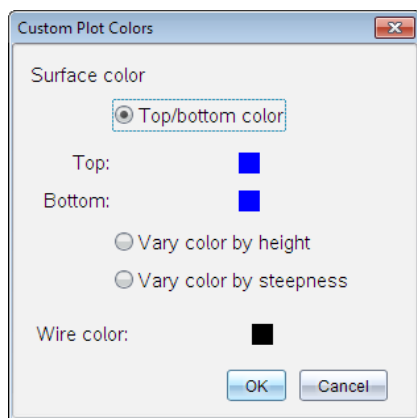 Custom Plot Colors
Surface color
Top/bottom color
Top:
Bottom:
Vary color by height
Vary color by steepness
Wire color:
OK Cancel